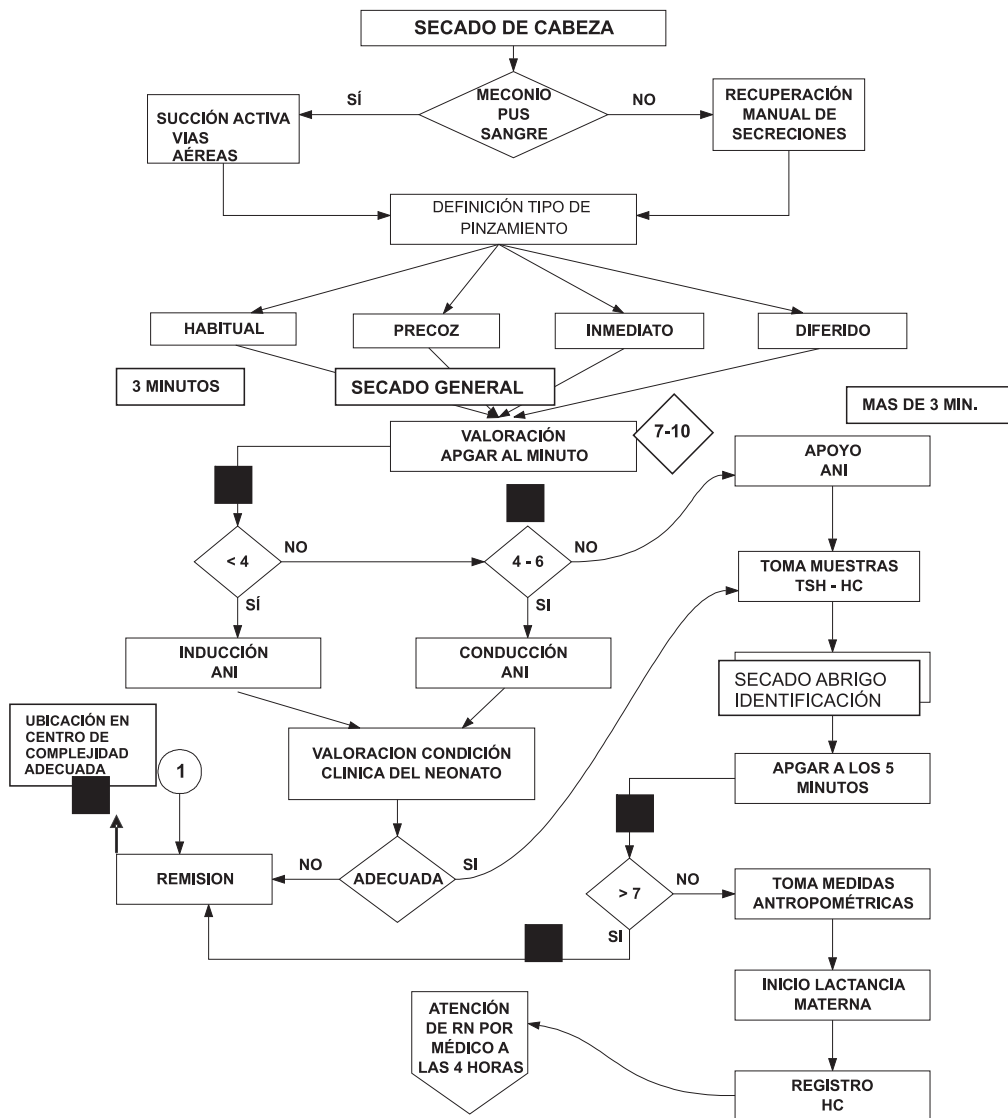 SECADO DE CABEZA
MECONIO
PUS
SANGRE
SÍ
NO
SUCCIÓN ACTIVA
VIAS
AÉREAS
RECUPERACIÓN
MANUAL DE
SECRECIONES
DEFINICIÓN TIPO DE
PINZAMIENTO
HABITUAL
PRECOZ
INMEDIATO
DIFERIDO
3 MINUTOS
SECADO GENERAL
MAS DE 3 MIN.
VALORACIÓN
APGAR AL MINUTO
7-10
APOYO
ANI
< 4
NO
SÍ
4 - 6
NO
SI
TOMA MUESTRAS
TSH - HC
INDUCCIÓN
ANI
CONDUCCIÓN
ANI
SECADO ABRIGO
IDENTIFICACIÓN
UBICACIÓN EN
CENTRO DE
COMPLEJIDAD
ADECUADA
1
VALORACION CONDICIÓN
CLINICA DEL NEONATO
APGAR A LOS 5
MINUTOS
REMISION
NO
ADECUADA
SI
> 7
NO
SI
TOMA MEDIDAS
ANTROPOMÉTRICAS
INICIO LACTANCIA
MATERNA
ATENCIÓN
DE RN POR
MÉDICO A
LAS 4 HORAS
REGISTRO
HC